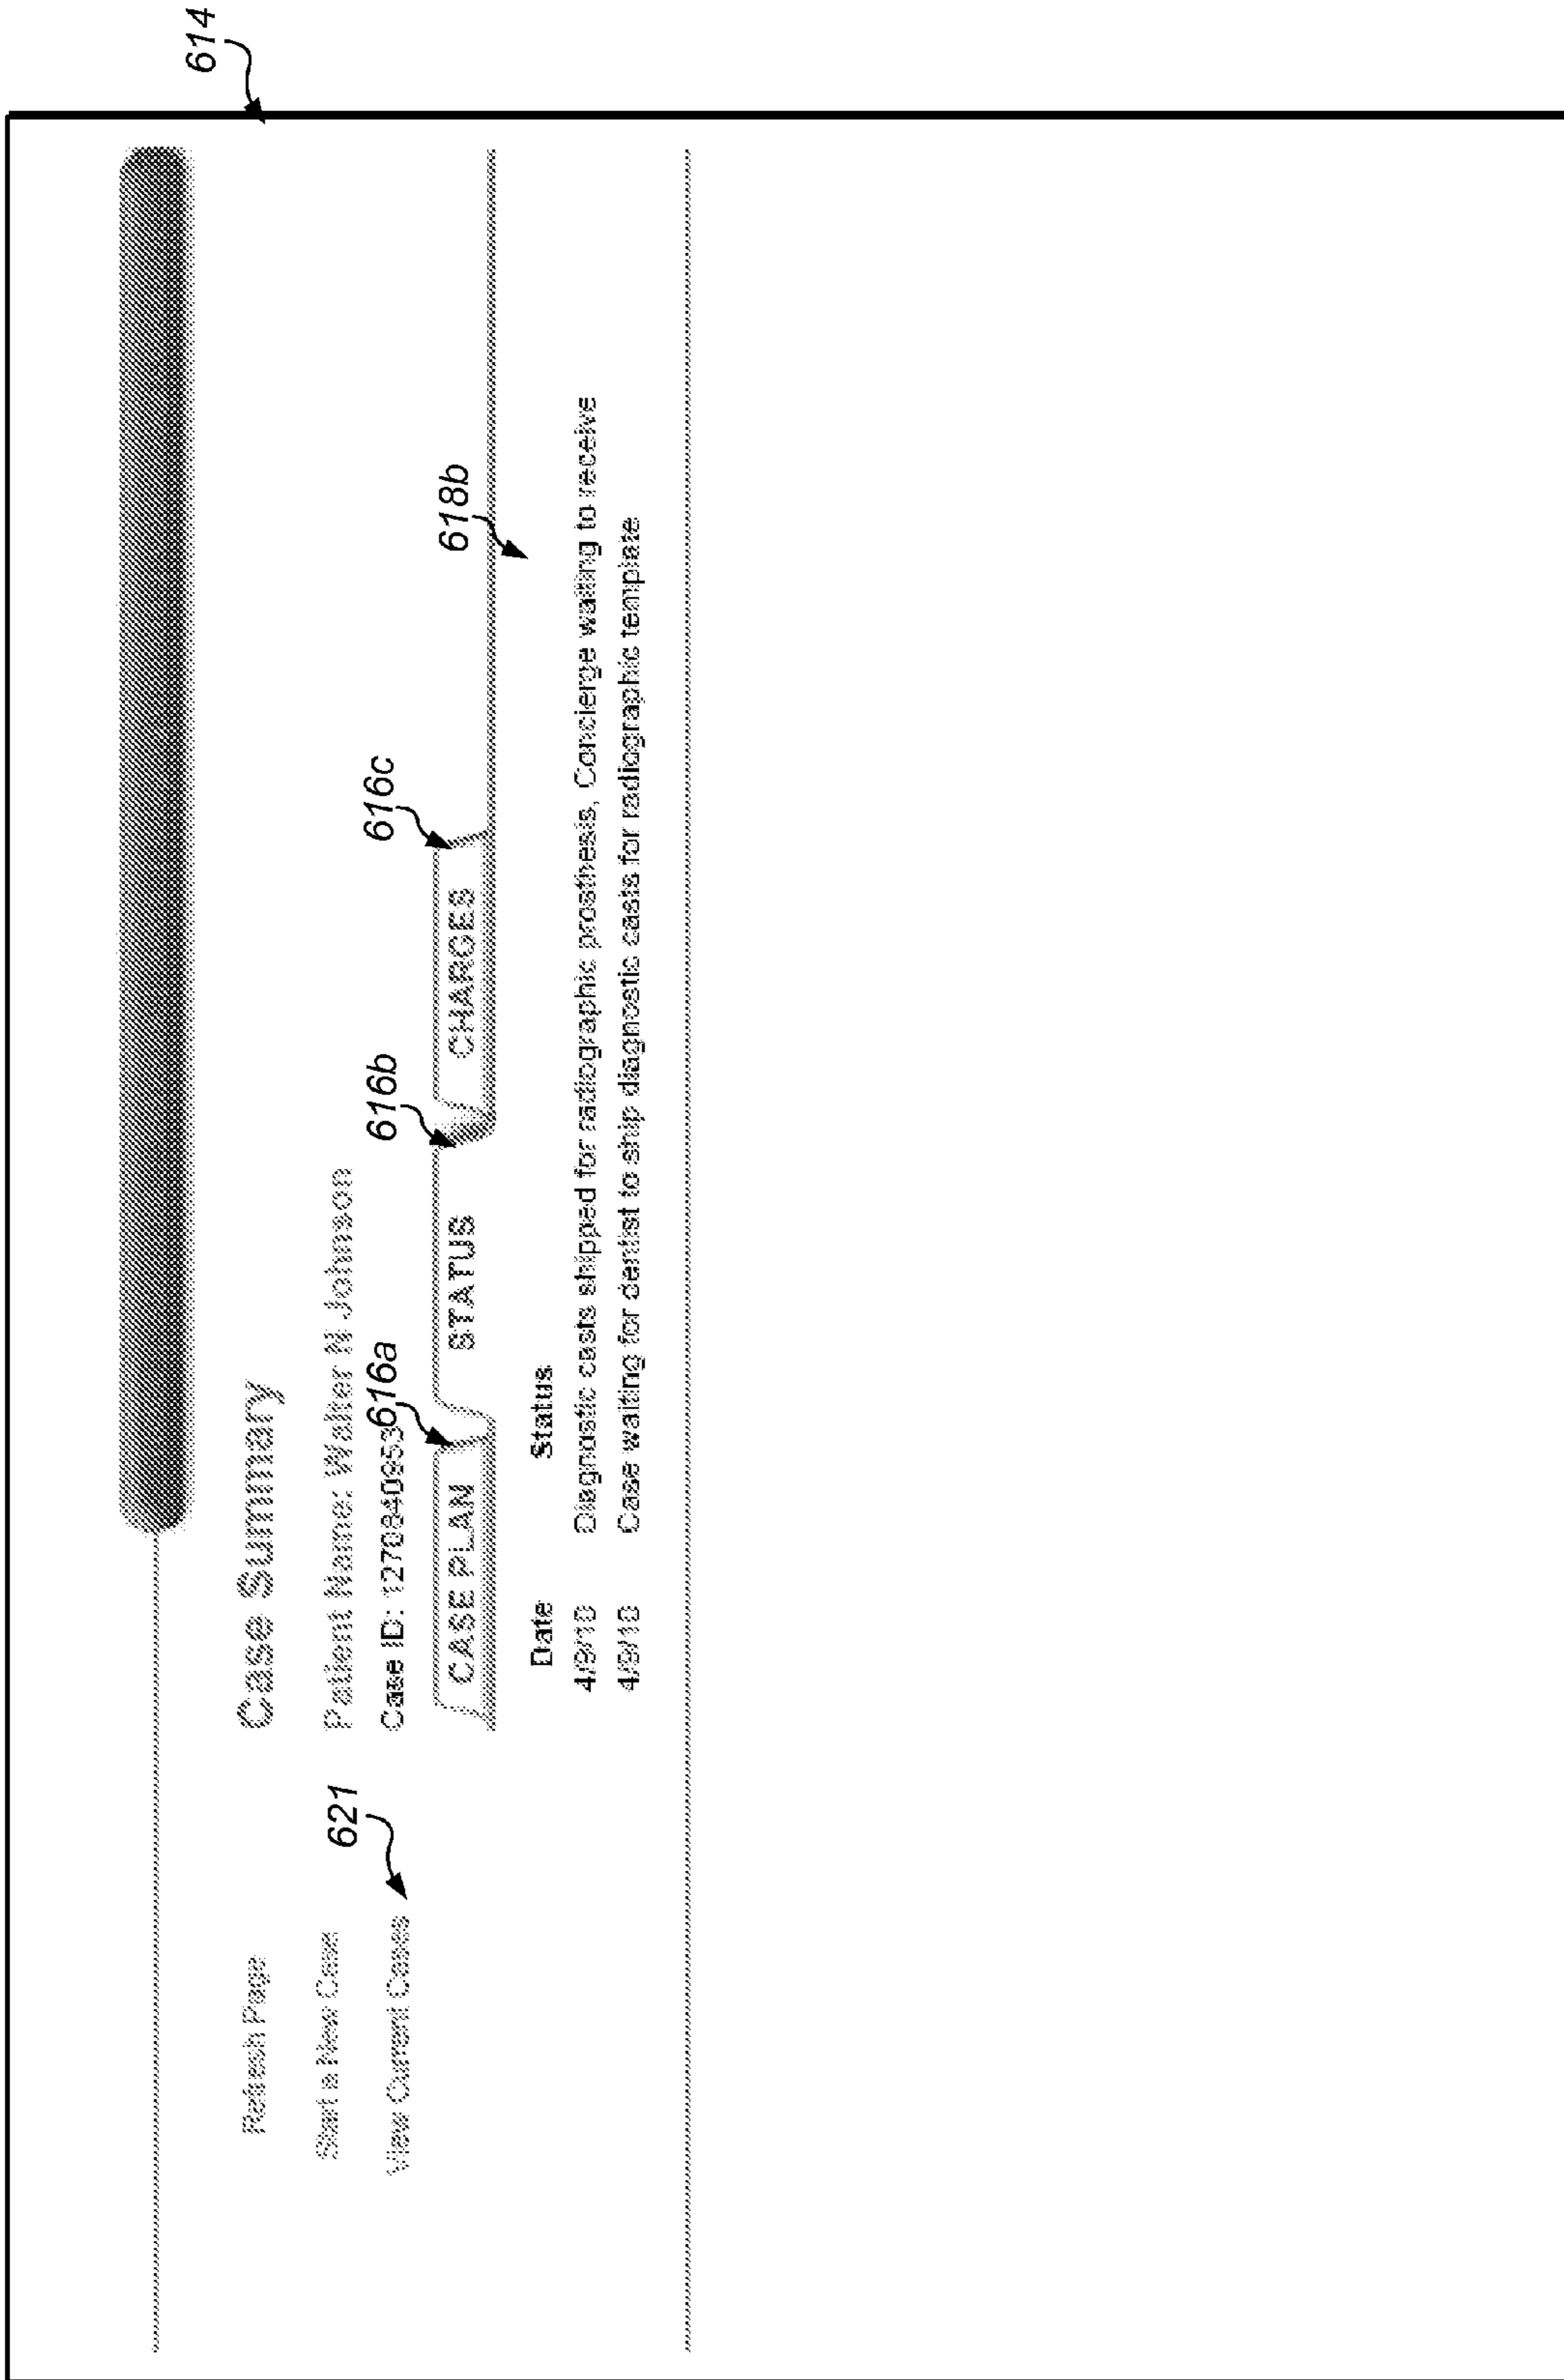 614
Refresh Page
Start a New Case
View Current Cases
621
Case Summary
Patient Name: Walter N Johnson
Case ID: 1270840953
616a
616b
616c
CASE PLAN
STATUS
CHARGES
618b
Date Status
4/9/10 Diagnostic casts shipped for radiographic prosthesis, Concierge waiting to receive
4/9/10 Case waiting for dentist to ship diagnostic casts for radiographic template